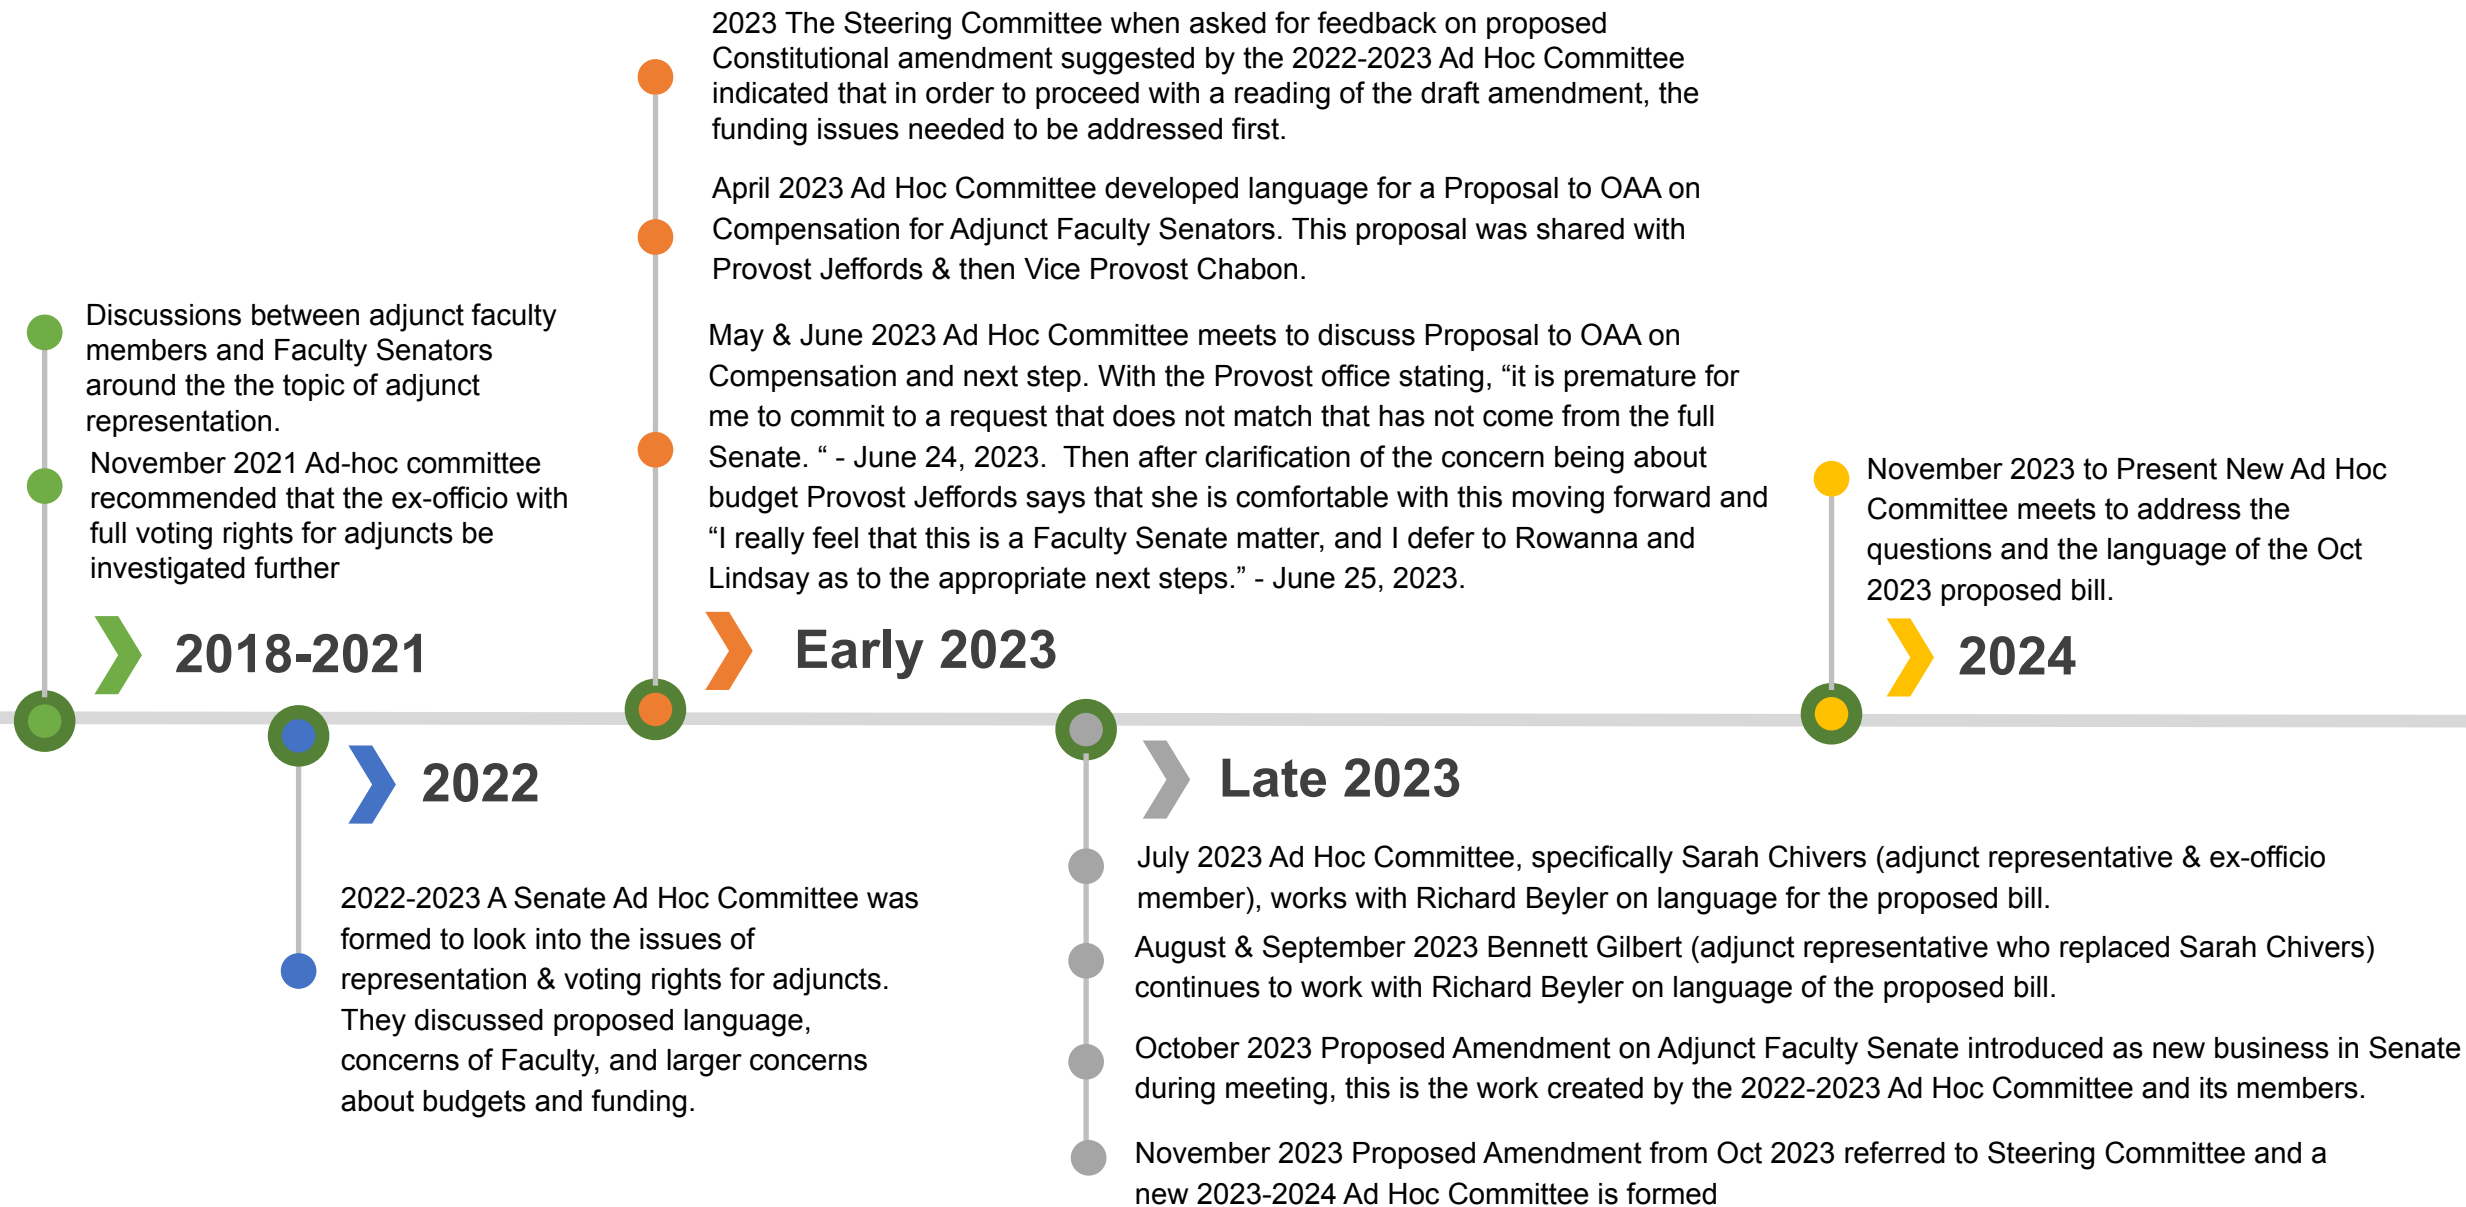 Discussions between adjunct faculty
members and Faculty Senators
around the the topic of adjunct
representation.
November 2021 Ad-hoc committee
recommended that the ex-officio with
full voting rights for adjuncts be
investigated further
2018-2021
2022
2022-2023 A Senate Ad Hoc Committee was
formed to look into the issues of
representation & voting rights for adjuncts.
They discussed proposed language,
concerns of Faculty, and larger concerns
about budgets and funding.
2023 The Steering Committee when asked for feedback on proposed
Constitutional amendment suggested by the 2022-2023 Ad Hoc Committee
indicated that in order to proceed with a reading of the draft amendment, the
funding issues needed to be addressed first.
April 2023 Ad Hoc Committee developed language for a Proposal to OAA on
Compensation for Adjunct Faculty Senators. This proposal was shared with
Provost Jeffords & then Vice Provost Chabon.
May & June 2023 Ad Hoc Committee meets to discuss Proposal to OAA on
Compensation and next step. With the Provost office stating, “it is premature for
me to commit to a request that does not match that has not come from the full
Senate. “ - June 24, 2023.  Then after clarification of the concern being about
budget Provost Jeffords says that she is comfortable with this moving forward and
“I really feel that this is a Faculty Senate matter, and I defer to Rowanna and
Lindsay as to the appropriate next steps.” - June 25, 2023.
Early 2023
Late 2023
July 2023 Ad Hoc Committee, specifically Sarah Chivers (adjunct representative & ex-officio
member), works with Richard Beyler on language for the proposed bill.
August & September 2023 Bennett Gilbert (adjunct representative who replaced Sarah Chivers)
continues to work with Richard Beyler on language of the proposed bill.
October 2023 Proposed Amendment on Adjunct Faculty Senate introduced as new business in Senate
during meeting, this is the work created by the 2022-2023 Ad Hoc Committee and its members.
November 2023 Proposed Amendment from Oct 2023 referred to Steering Committee and a
new 2023-2024 Ad Hoc Committee is formed
November 2023 to Present New Ad Hoc
Committee meets to address the
questions and the language of the Oct
2023 proposed bill.
2024